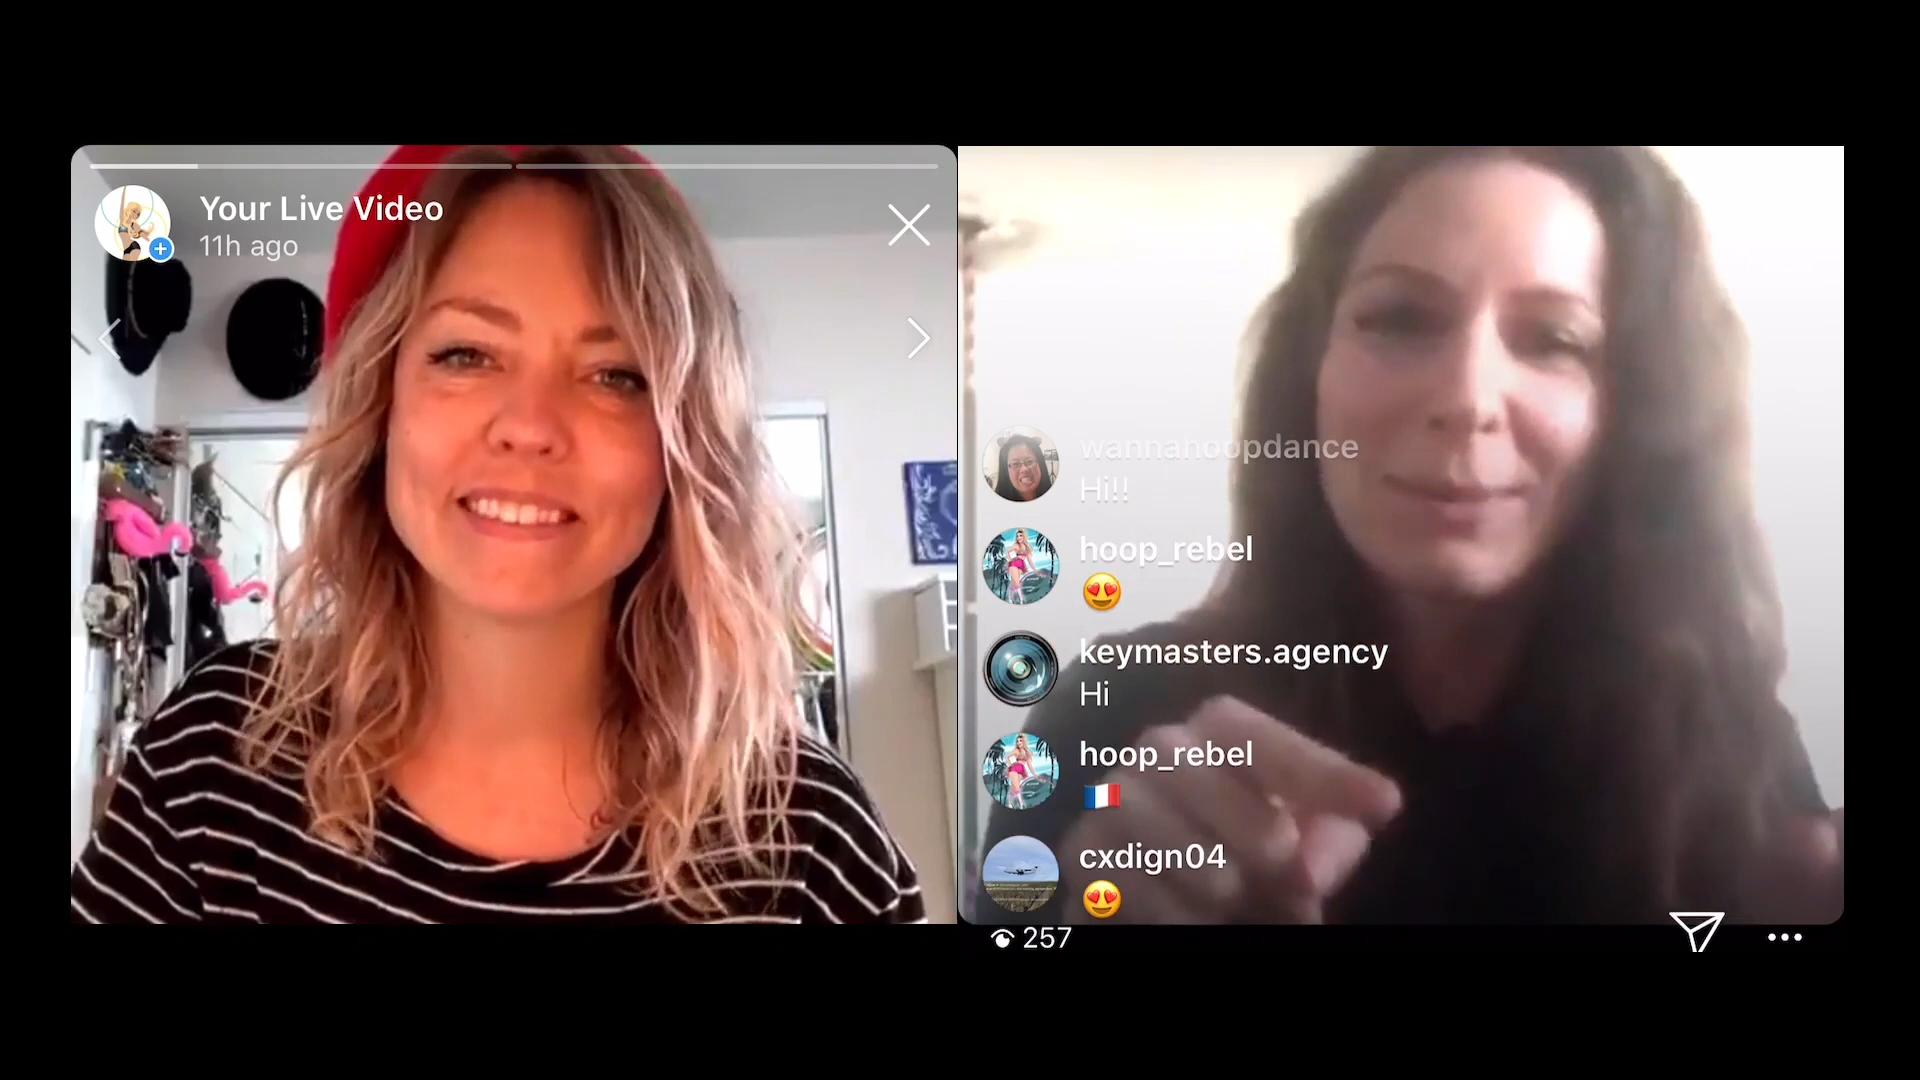 Your Live Video
11h ago
wannahoopdance
Hi!!
hoop_rebel
😍
keymasters.agency
Hi
hoop_rebel
🇫🇷
cxdign04
😍
257